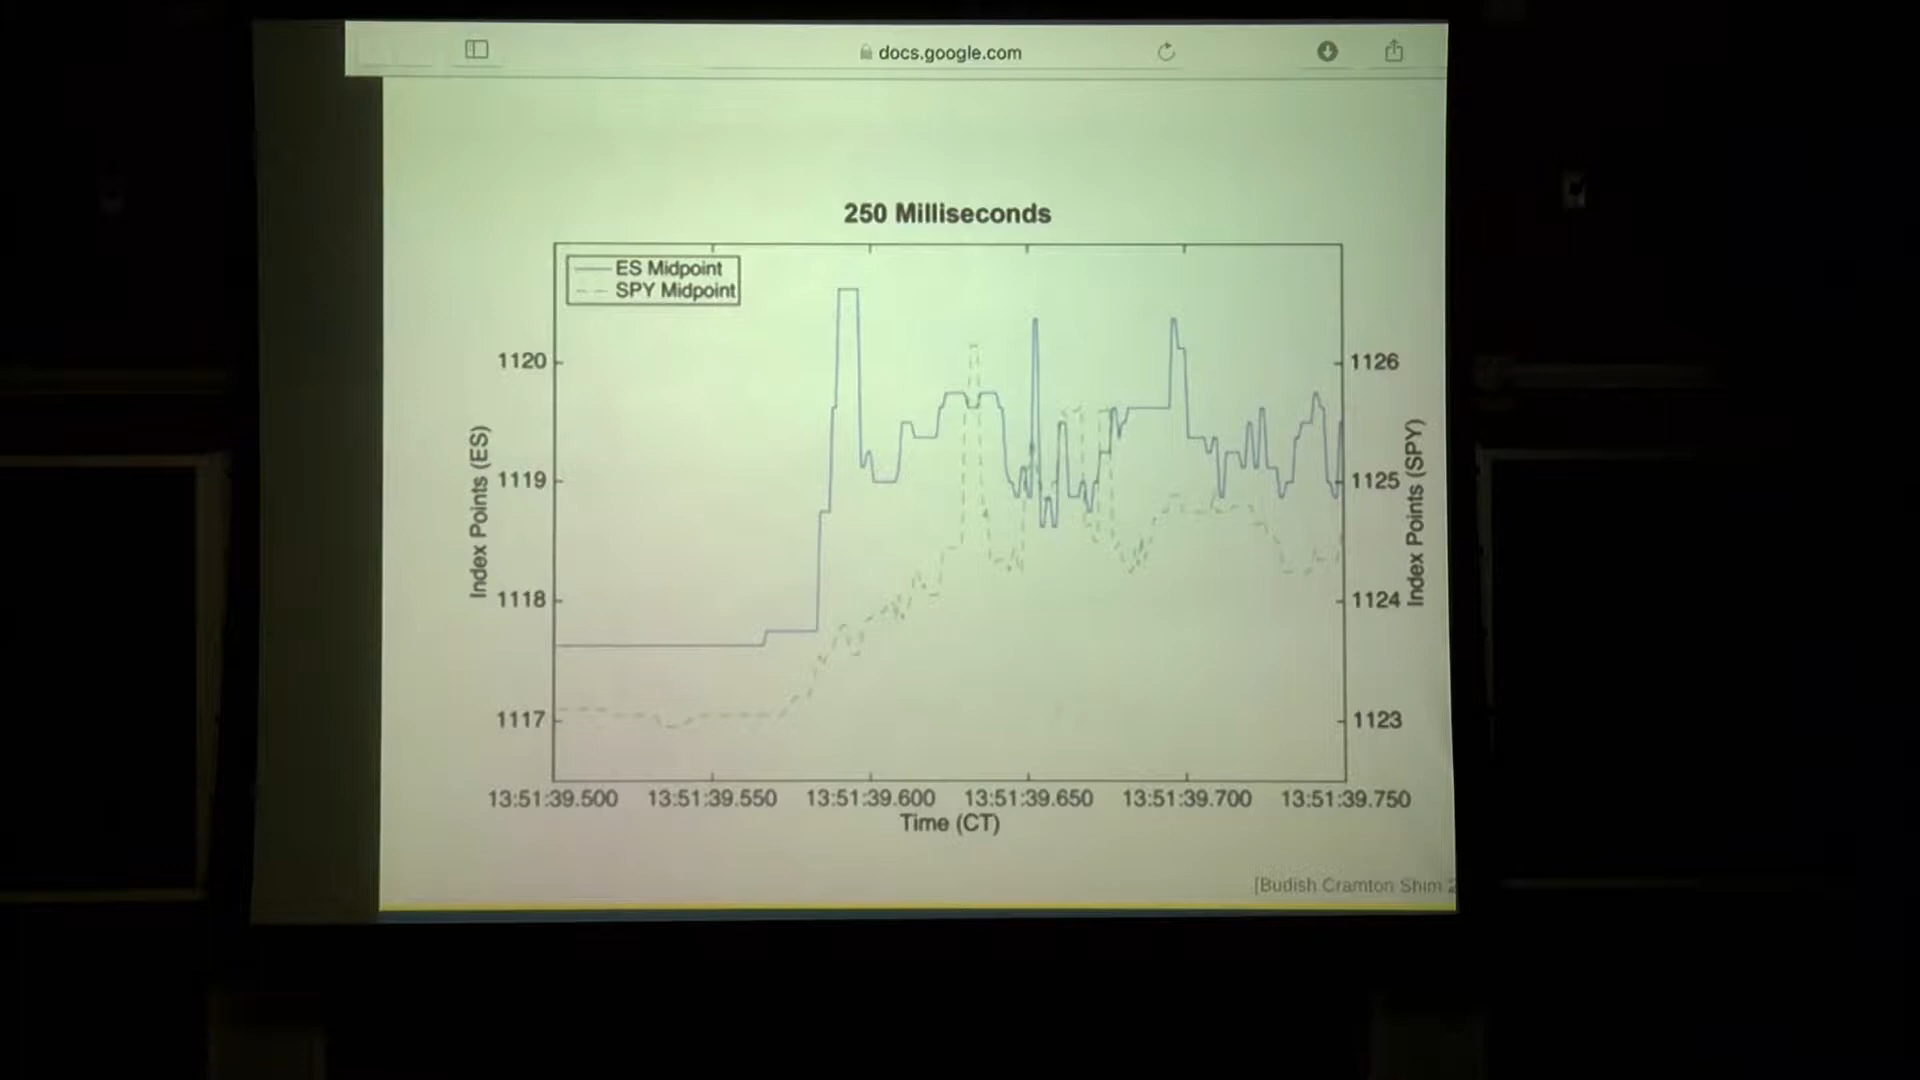 docs.google.com
250 Milliseconds
ES Midpoint
SPY Midpoint
1120
1119
1118
1117
Index Points (ES)
1126
1125
1124
1123
Index Points (SPY)
13:51:39.500 13:51:39.550 13:51:39.600 13:51:39.650 13:51:39.700 13:51:39.750
Time (CT)
[Budish Cramton Shim